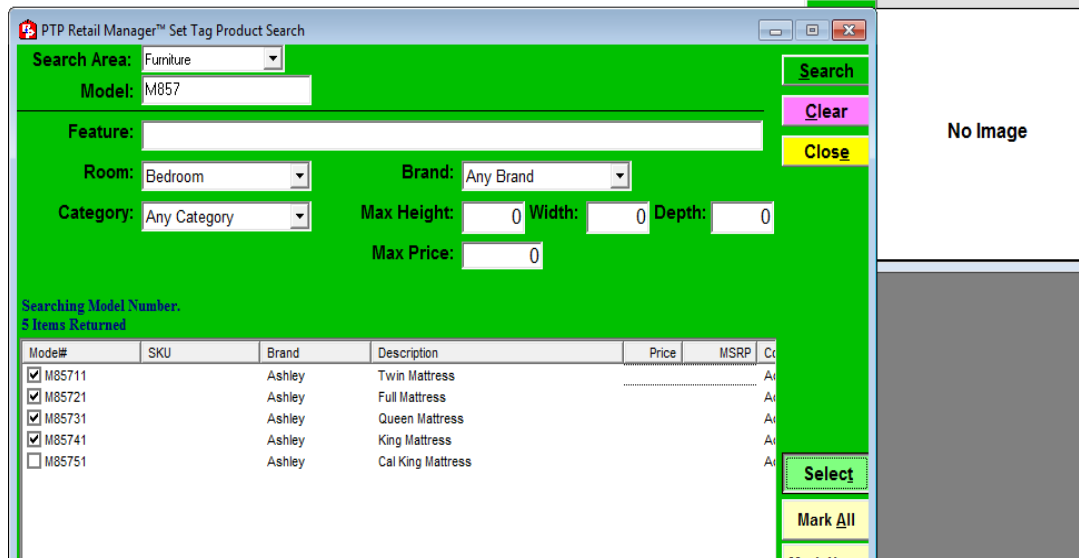 PTP Retail Manager™ Set Tag Product Search
Search Area: Furniture
Search
Model: M857
Clear
No Image
Feature:
Close
Room: Bedroom Brand: Any Brand
Category: Any Category Max Height: 0 Width: 0 Depth: 0
Max Price: 0
Searching Model Number.
5 Items Returned
Model# SKU Brand Description Price MSRP
M85711 Ashley Twin Mattress
M85721 Ashley Full Mattress
M85731 Ashley Queen Mattress
M85741 Ashley King Mattress
M85751 Ashley Cal King Mattress
Select
Mark All